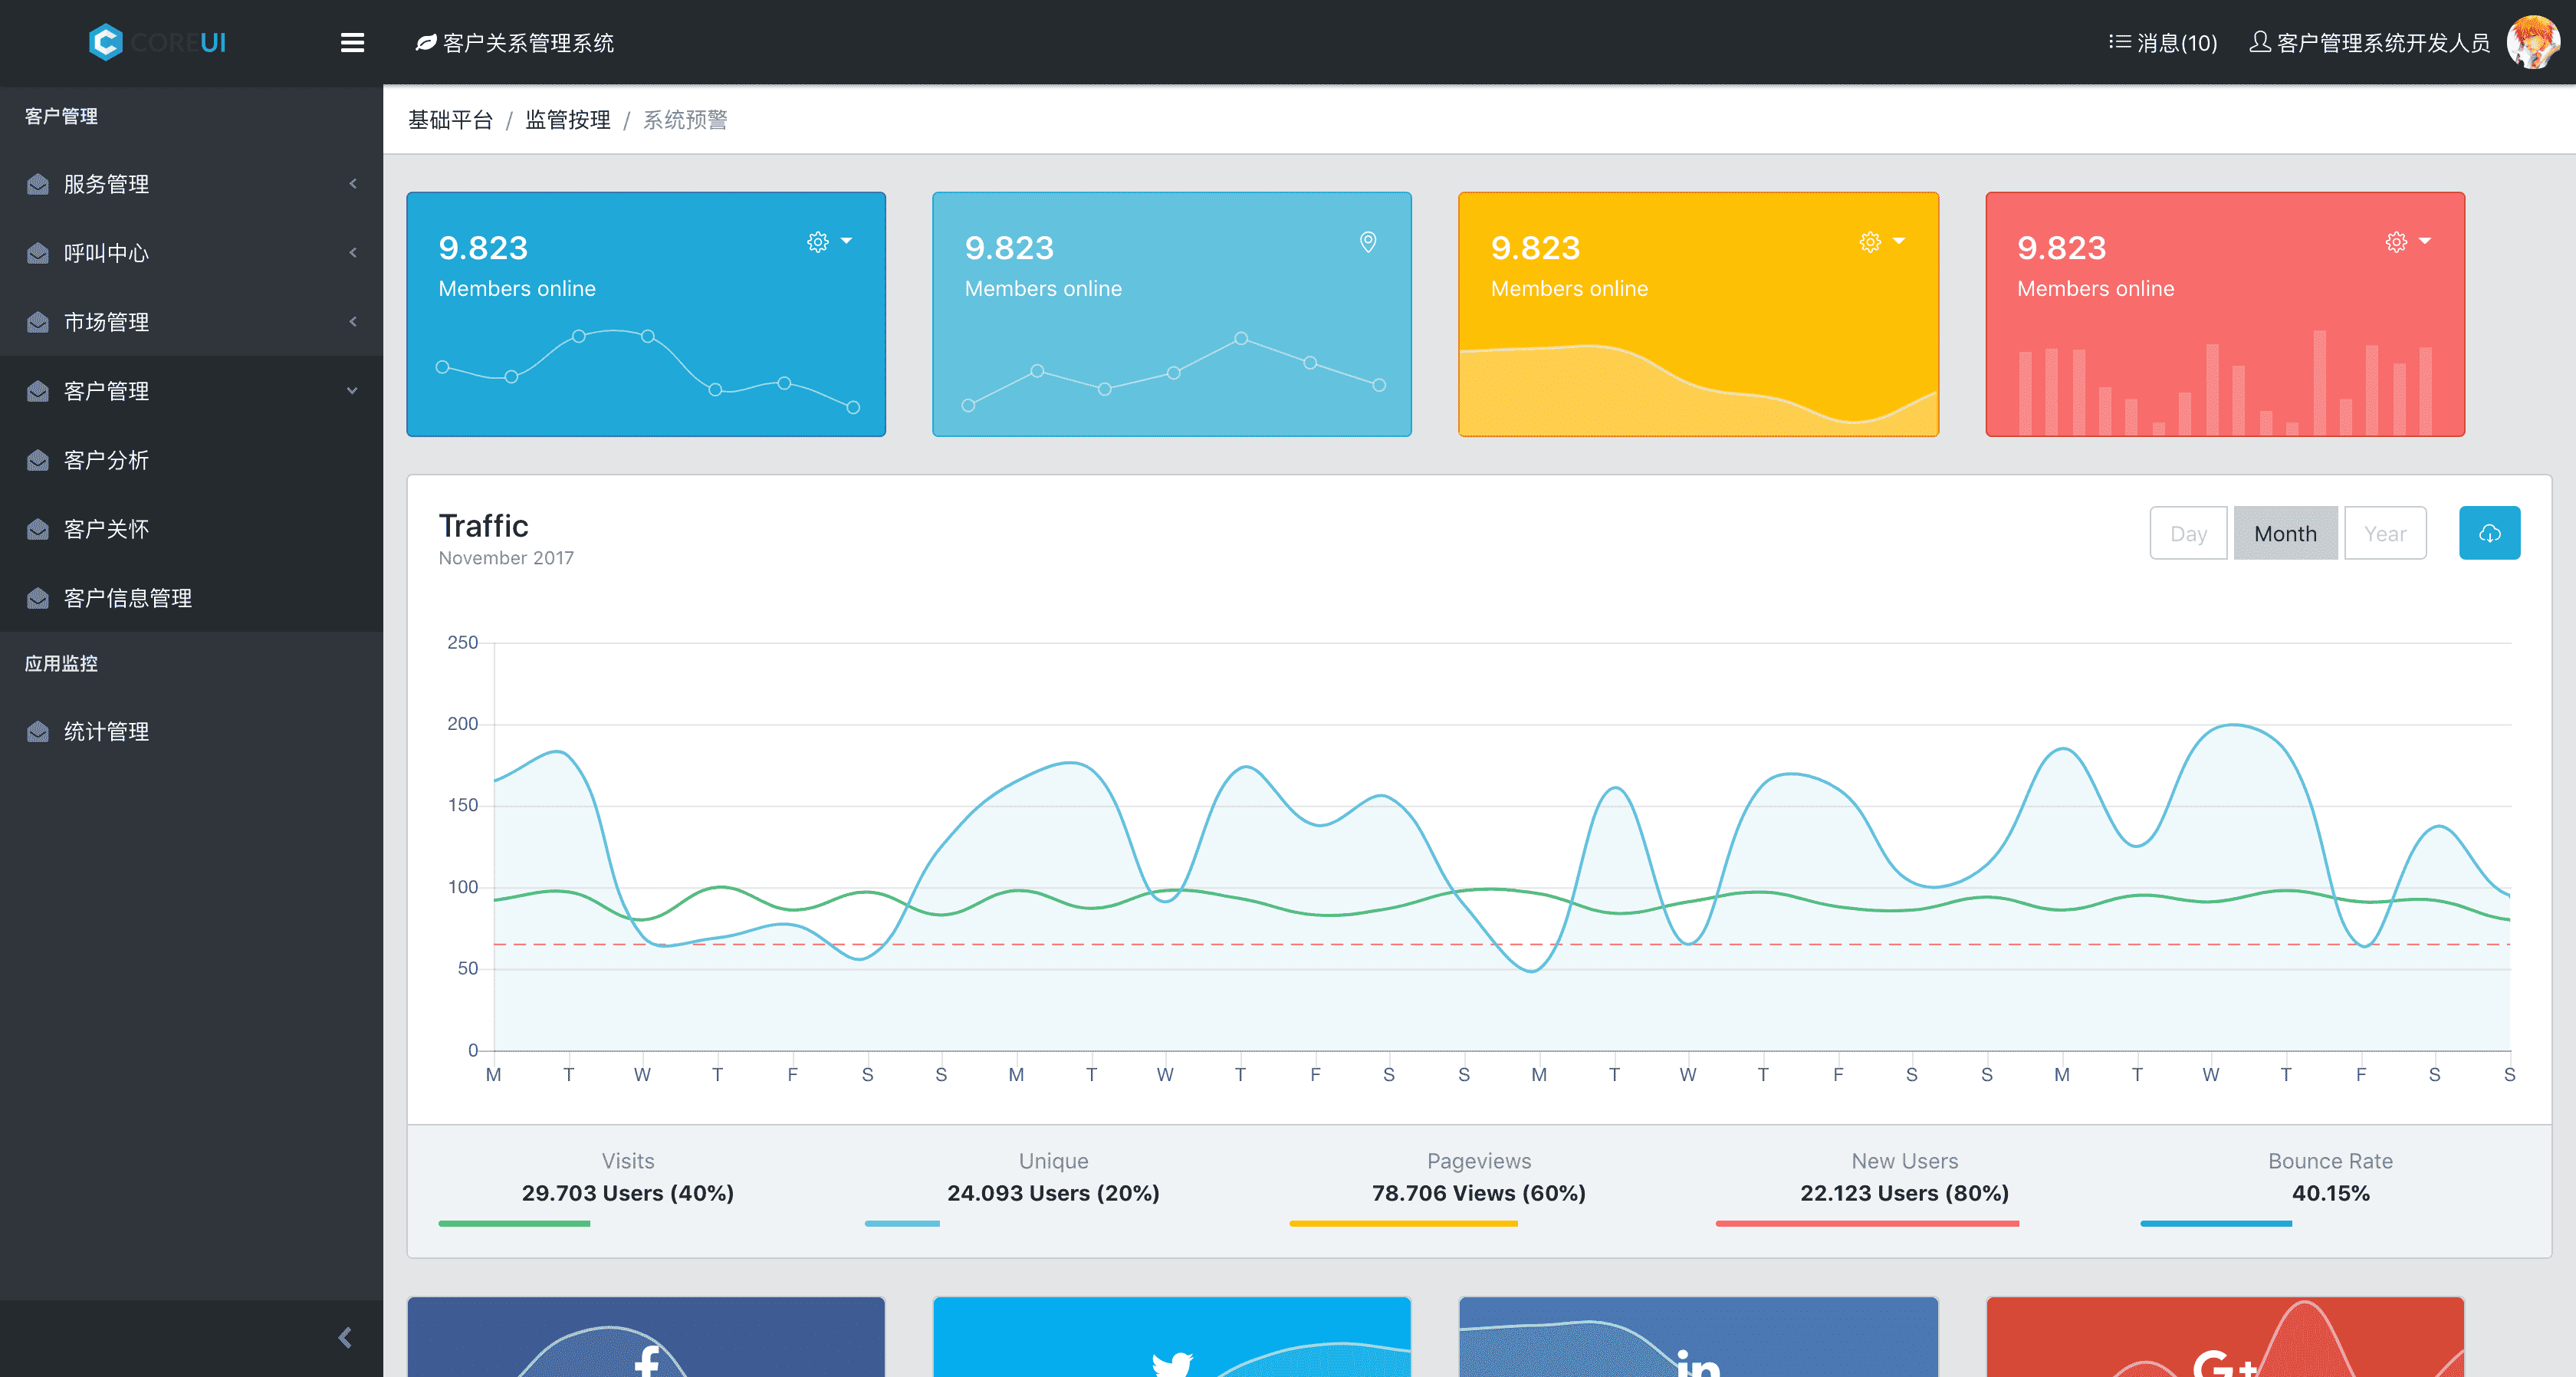 COREUI
客户关系管理系统
消息(10)
客户管理系统开发人员
客户管理
服务管理
呼叫中心
市场管理
客户管理
客户分析
客户关怀
客户信息管理
应用监控
统计管理
基础平台 / 监管按理 / 系统预警
9.823
Members online
9.823
Members online
9.823
Members online
9.823
Members online
Traffic
November 2017
Day Month Year
250
200
150
100
50
0
M T W T F S S M T W T F S S M T W T F S S M T W T F S S
Visits
29.703 Users (40%)
Unique
24.093 Users (20%)
Pageviews
78.706 Views (60%)
New Users
22.123 Users (80%)
Bounce Rate
40.15%
f
in
G+